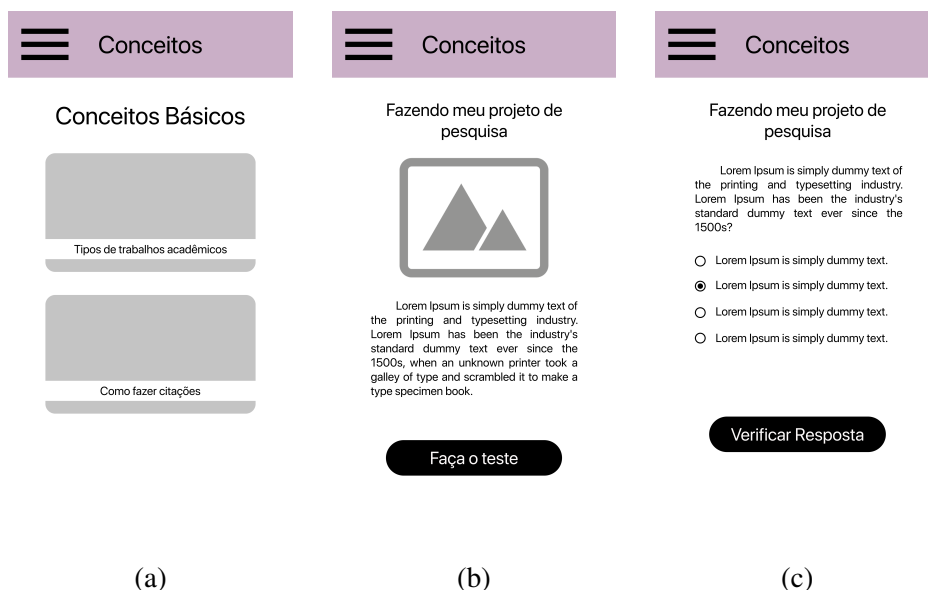 Conceitos
Conceitos Básicos
Tipos de trabalhos acadêmicos
Como fazer citações
(a)
Conceitos
Fazendo meu projeto de
pesquisa
Lorem Ipsum is simply dummy text of
the printing and typesetting industry.
Lorem Ipsum has been the industry's
standard dummy text ever since the
1500s, when an unknown printer took a
galley of type and scrambled it to make a
type specimen book.
Faça o teste
(b)
Conceitos
Fazendo meu projeto de
pesquisa
Lorem Ipsum is simply dummy text of
the printing and typesetting industry.
Lorem Ipsum has been the industry's
standard dummy text ever since the
1500s?
Lorem Ipsum is simply dummy text.
Lorem Ipsum is simply dummy text.
Lorem Ipsum is simply dummy text.
Lorem Ipsum is simply dummy text.
Verificar Resposta
(c)